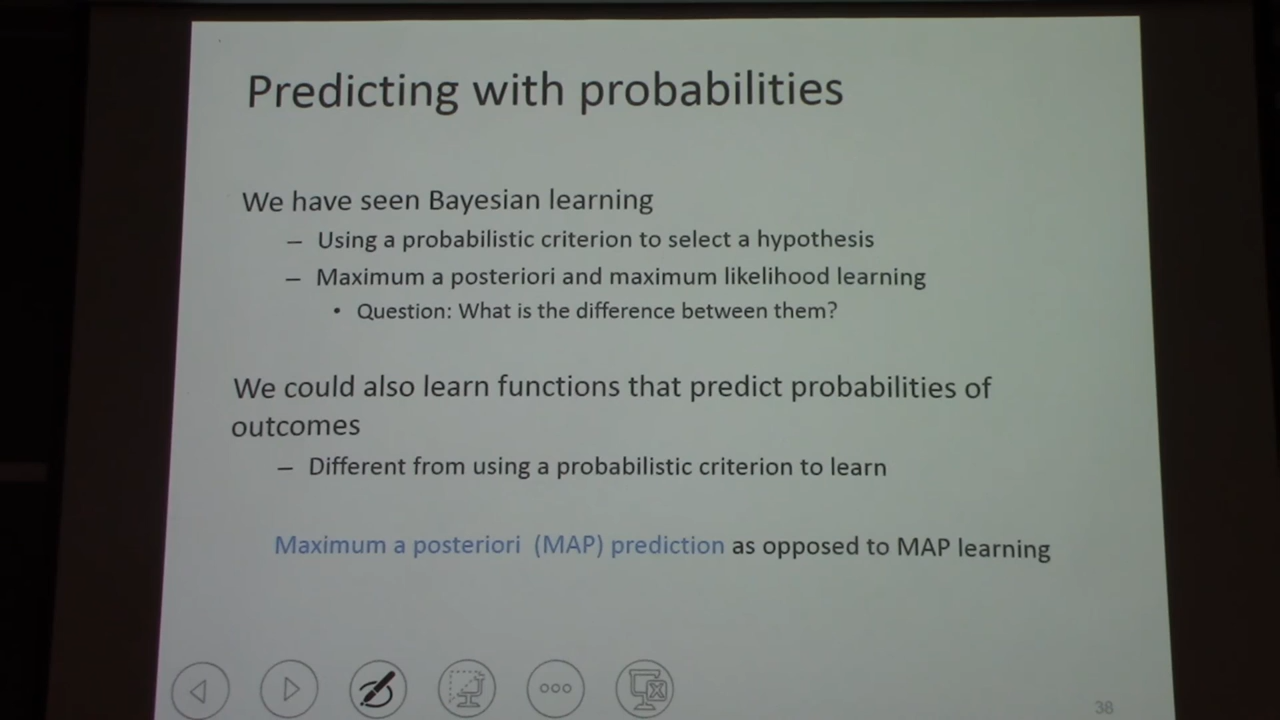 Predicting with probabilities
We have seen Bayesian learning
– Using a probabilistic criterion to select a hypothesis
– Maximum a posteriori and maximum likelihood learning
• Question: What is the difference between them?
We could also learn functions that predict probabilities of
outcomes
– Different from using a probabilistic criterion to learn
Maximum a posteriori (MAP) prediction as opposed to MAP learning
38